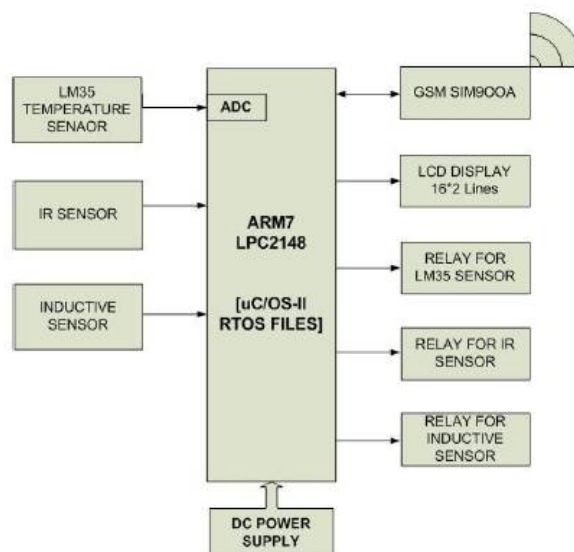 LM35
TEMPERATURE
SENAOR
IR SENSOR
INDUCTIVE
SENSOR
ADC
ARM7
LPC2148
[uC/OS-II
RTOS FILES]
DC POWER
SUPPLY
GSM SIM9OOA
LCD DISPLAY
16*2 Lines
RELAY FOR
LM35 SENSOR
RELAY FOR IR
SENSOR
RELAY FOR
INDUCTIVE
SENSOR